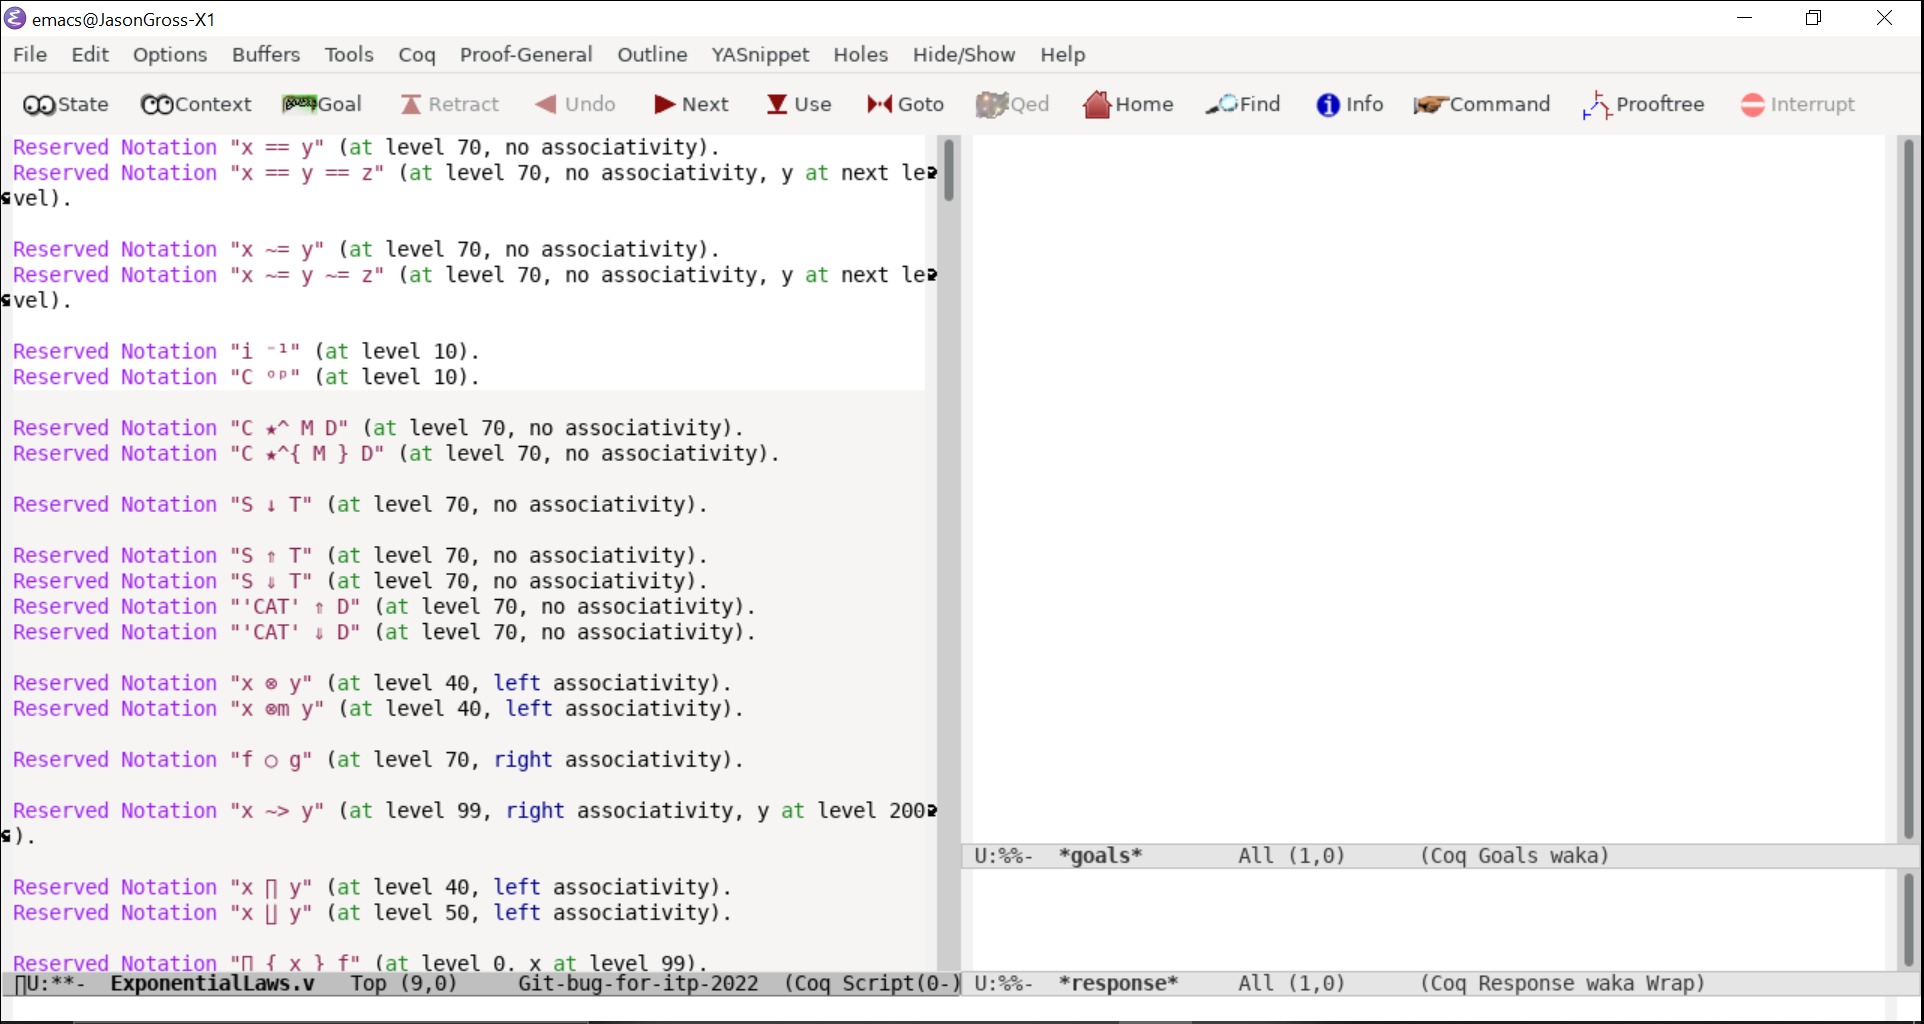 emacs@JasonGross-X1
File Edit Options Buffers Tools Coq Proof-General Outline YASnippet Holes Hide/Show Help
State Context Goal Retract Undo Next Use Goto Qed Home Find Info Command Prooftree Interrupt
Reserved Notation "x == y" (at level 70, no associativity).
Reserved Notation "x == y == z" (at level 70, no associativity, y at next le
vel).
Reserved Notation "x ~= y" (at level 70, no associativity).
Reserved Notation "x ~= y ~= z" (at level 70, no associativity, y at next le
vel).
Reserved Notation "i ⁻¹" (at level 10).
Reserved Notation "C ᵒᵖ" (at level 10).
Reserved Notation "C ★^ M D" (at level 70, no associativity).
Reserved Notation "C ★^{ M } D" (at level 70, no associativity).
Reserved Notation "S ↓ T" (at level 70, no associativity).
Reserved Notation "S ⇑ T" (at level 70, no associativity).
Reserved Notation "S ⇓ T" (at level 70, no associativity).
Reserved Notation "'CAT' ⇑ D" (at level 70, no associativity).
Reserved Notation "'CAT' ⇓ D" (at level 70, no associativity).
Reserved Notation "x ⊗ y" (at level 40, left associativity).
Reserved Notation "x ⊗m y" (at level 40, left associativity).
Reserved Notation "f ○ g" (at level 70, right associativity).
Reserved Notation "x ~> y" (at level 99, right associativity, y at level 200
).
Reserved Notation "x ∏ y" (at level 40, left associativity).
Reserved Notation "x ∐ y" (at level 50, left associativity).
Reserved Notation "∏ { x } f" (at level 0, x at level 99).
U:**- ExponentialLaws.v Top (9,0) Git-bug-for-itp-2022 (Coq Script(0-)
U:%%- *goals* All (1,0) (Coq Goals waka)
U:%%- *response* All (1,0) (Coq Response waka Wrap)